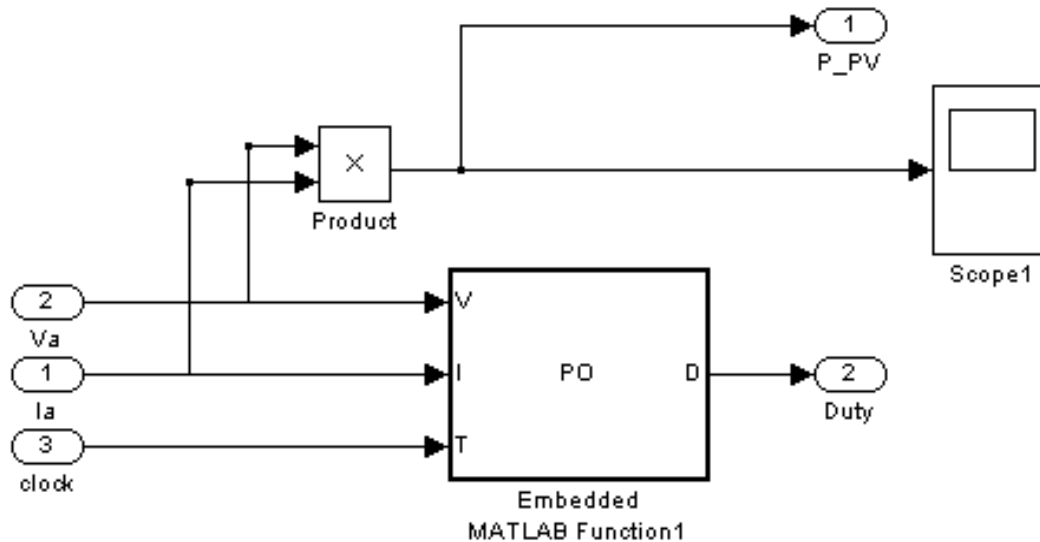 1
P_PV
×
Product
Scope1
2
Va
V
1
Ia
I
PO
D
2
Duty
3
clock
T
Embedded
MATLAB Function1